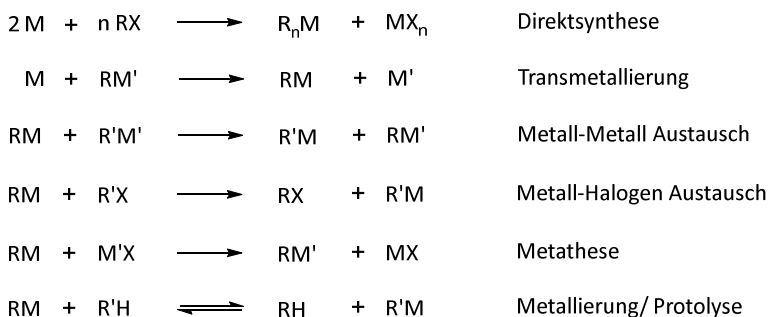 2 M + n RX ⟶ RₙM + MXₙ Direktsynthese
M + RM' ⟶ RM + M' Transmetallierung
RM + R'M' ⟶ R'M + RM' Metall-Metall Austausch
RM + R'X ⟶ RX + R'M Metall-Halogen Austausch
RM + M'X ⟶ RM' + MX Metathese
RM + R'H ⇌ RH + R'M Metallierung/ Protolyse